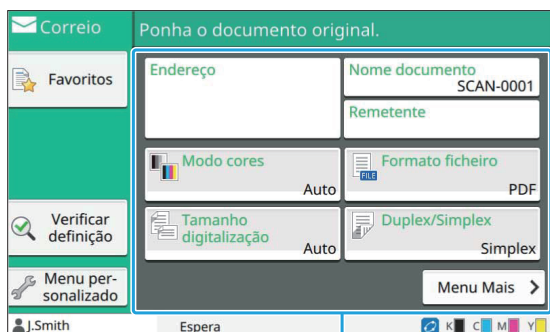 Correio
Ponha o documento original.
Favoritos
Verificar
definição
Menu per-
sonalizado
Endereço
Nome documento
SCAN-0001
Remetente
Modo cores
Auto
FILE
Formato ficheiro
PDF
Tamanho
digitalização
Auto
Duplex/Simplex
Simplex
Menu Mais
J.Smith
Espera
K C M Y